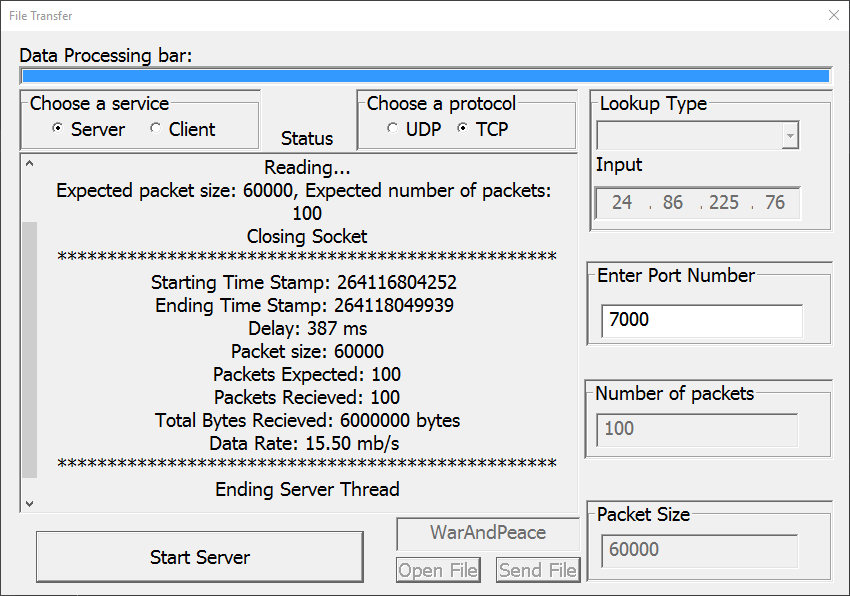 File Transfer
Data Processing bar:
Choose a service
Server
Client
Status
Choose a protocol
UDP
TCP
Reading...
Expected packet size: 60000, Expected number of packets:
100
Closing Socket
**************************************************
Starting Time Stamp: 264116804252
Ending Time Stamp: 264118049939
Delay: 387 ms
Packet size: 60000
Packets Expected: 100
Packets Recieved: 100
Total Bytes Recieved: 6000000 bytes
Data Rate: 15.50 mb/s
**************************************************
Ending Server Thread
Start Server
WarAndPeace
Open File
Send File
Lookup Type
Input
24 . 86 . 225 . 76
Enter Port Number
7000
Number of packets
100
Packet Size
60000